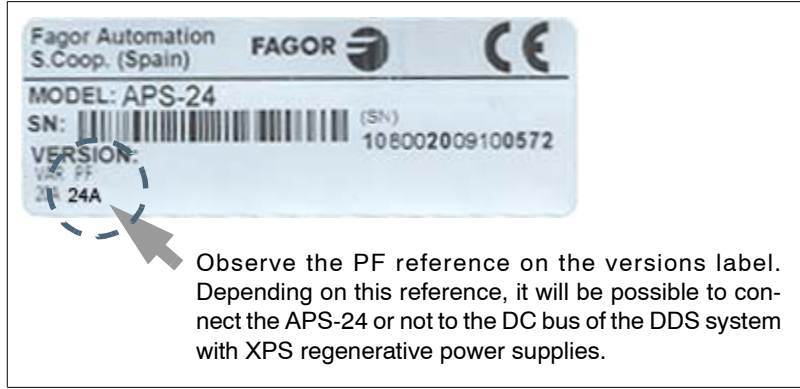 Fagor Automation
S.Coop. (Spain)
FAGOR
CE
MODEL: APS-24
SN:
(SN)
108002009100572
VERSION:
VAR PF
24A
Observe the PF reference on the versions label.
Depending on this reference, it will be possible to con-
nect the APS-24 or not to the DC bus of the DDS system
with XPS regenerative power supplies.